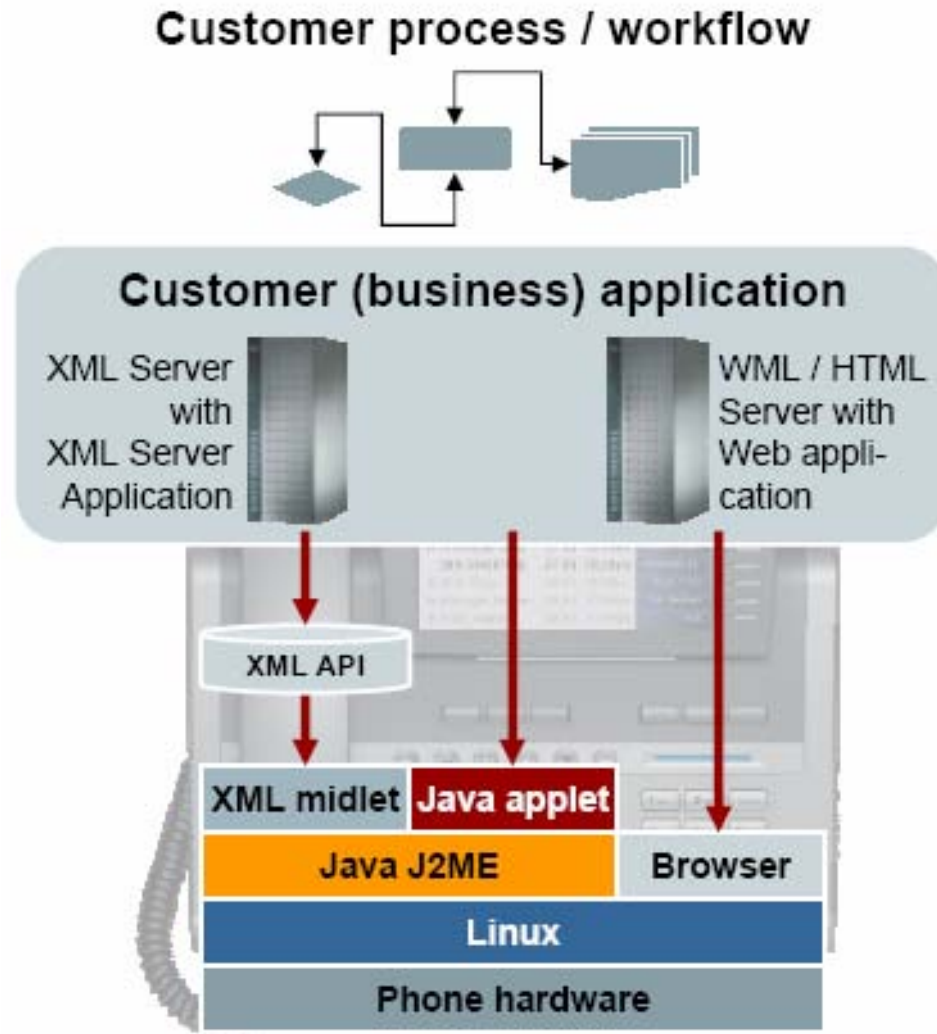 Customer process / workflow
Customer (business) application
XML Server
with
XML Server
Application
WML / HTML
Server with
Web appli-
cation
XML API
XML midlet
Java applet
Java J2ME
Browser
Linux
Phone hardware